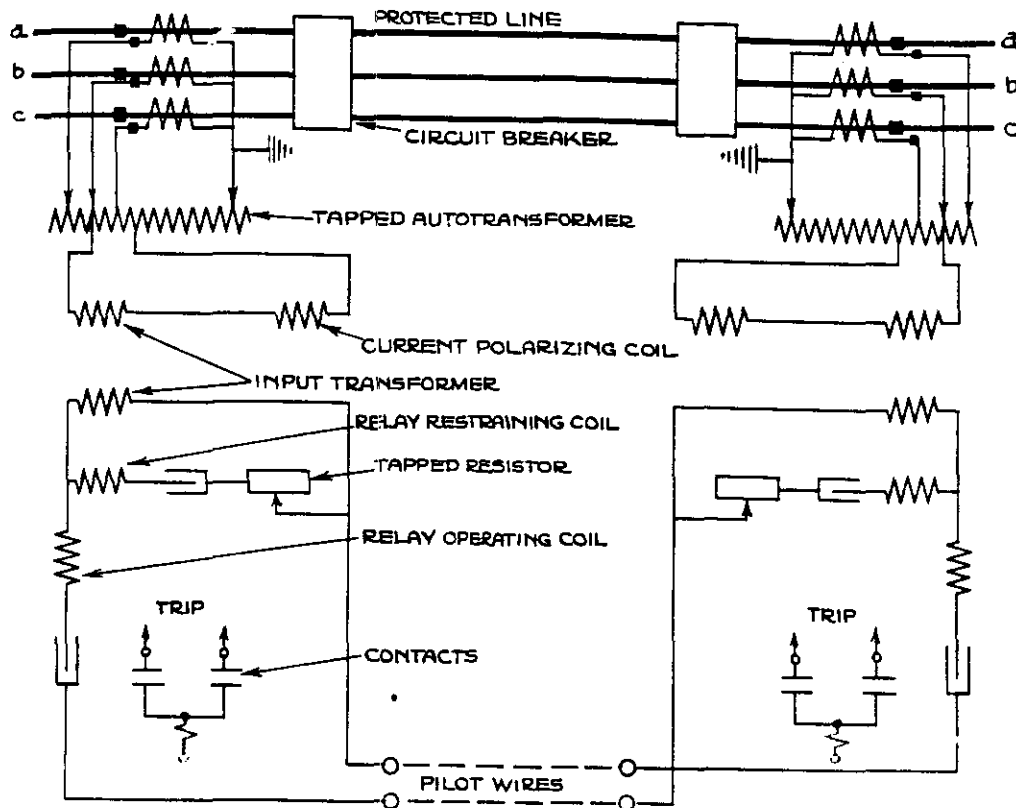 PROTECTED LINE
a
a
b
b
c
c
CIRCUIT BREAKER
TAPPED AUTOTRANSFORMER
CURRENT POLARIZING COIL
INPUT TRANSFORMER
RELAY RESTRAINING COIL
TAPPED RESISTOR
RELAY OPERATING COIL
TRIP
TRIP
CONTACTS
PILOT WIRES